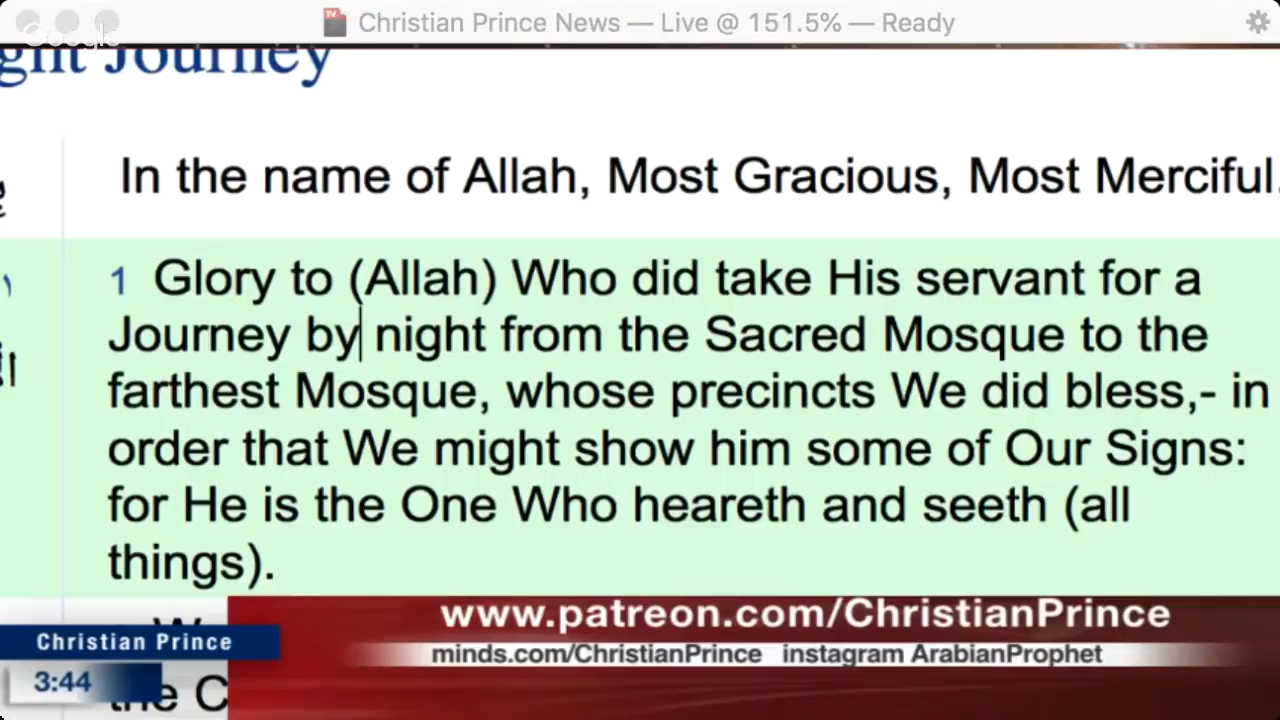 Christian Prince News — Live @ 151.5% — Ready
Google
ght Journey
In the name of Allah, Most Gracious, Most Merciful.
1 Glory to (Allah) Who did take His servant for a
Journey by night from the Sacred Mosque to the
farthest Mosque, whose precincts We did bless,- in
order that We might show him some of Our Signs:
for He is the One Who heareth and seeth (all
things).
www.patreon.com/ChristianPrince
Christian Prince
minds.com/ChristianPrince instagram ArabianProphet
3:44
the C